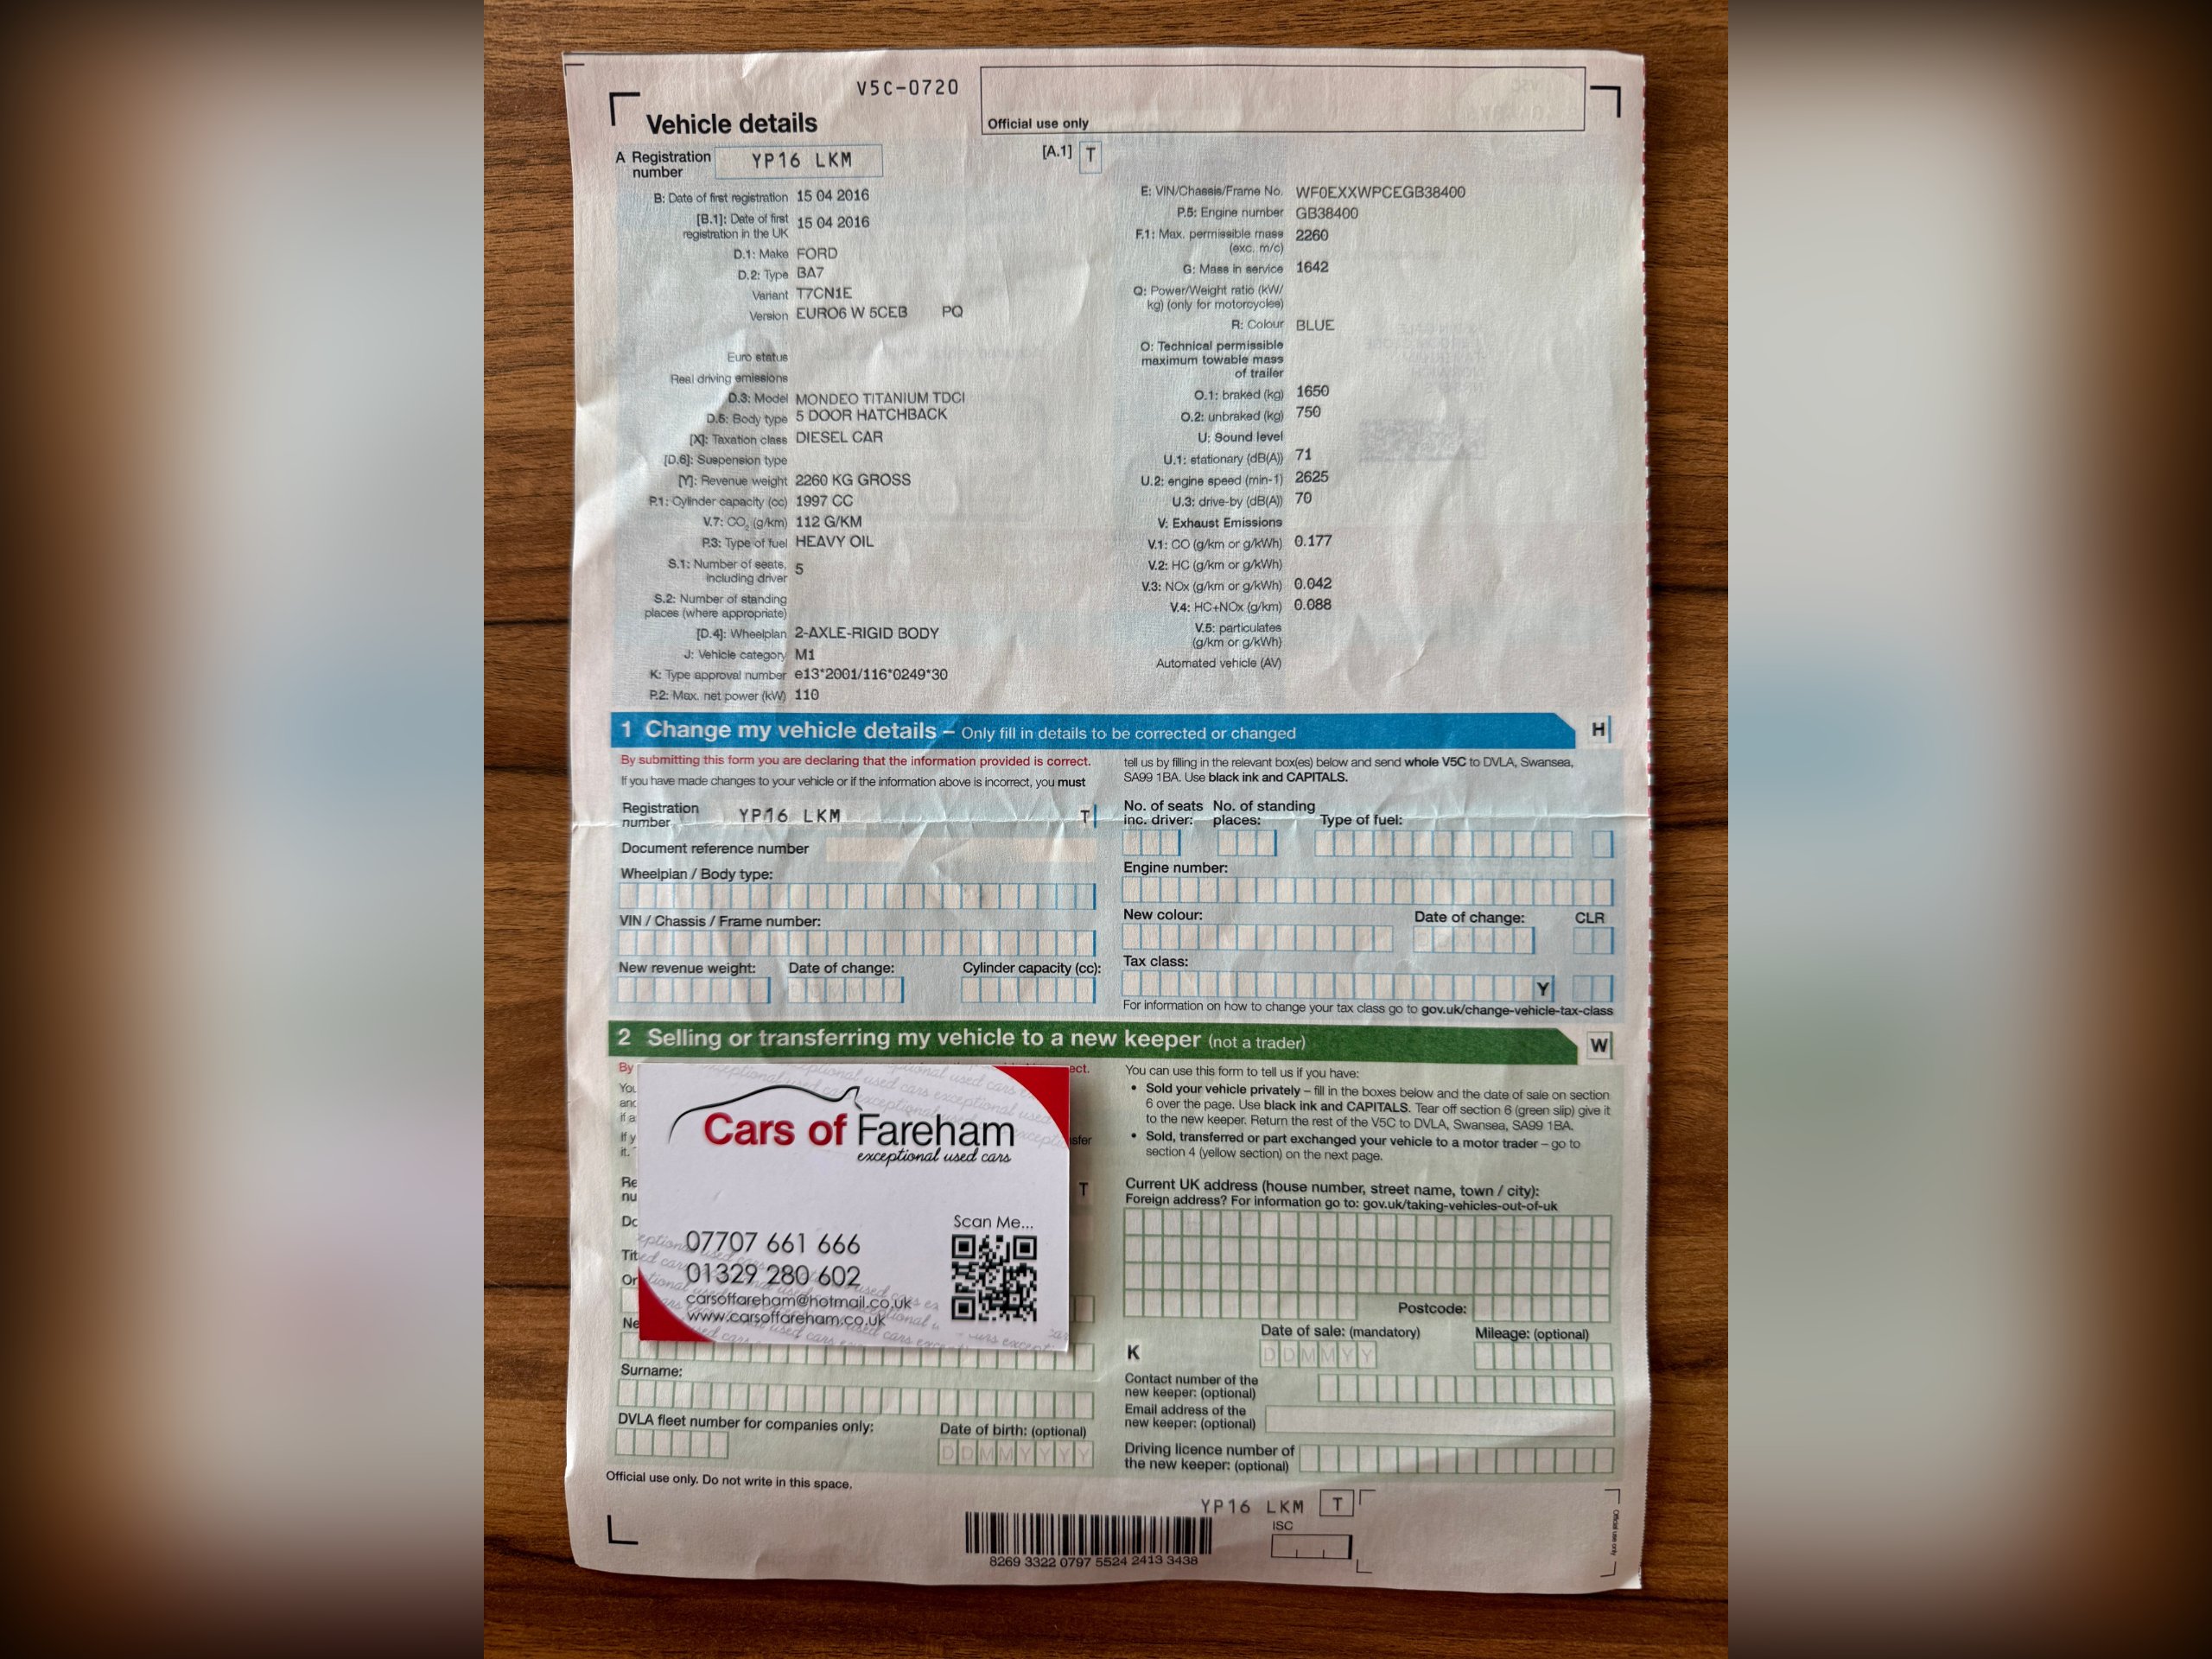 V5C-0720
Official use only
Vehicle details
A Registration number YP16 LKM
[A.1] T
B: Date of first registration 15 04 2016
[B.1]: Date of first registration in the UK 15 04 2016
D.1: Make FORD
D.2: Type BA7
Variant T7CN1E
Version EURO6 W 5CEB PQ
Euro status
Real driving emissions
D.3: Model MONDEO TITANIUM TDCI
D.5: Body type 5 DOOR HATCHBACK
[X]: Taxation class DIESEL CAR
[D.6]: Suspension type
[Y]: Revenue weight 2260 KG GROSS
P.1: Cylinder capacity (cc) 1997 CC
V.7: CO2 (g/km) 112 G/KM
P.3: Type of fuel HEAVY OIL
S.1: Number of seats, including driver 5
S.2: Number of standing places (where appropriate)
[D.4]: Wheelplan 2-AXLE-RIGID BODY
J: Vehicle category M1
K: Type approval number e13*2001/116*0249*30
P.2: Max. net power (kW) 110
E: VIN/Chassis/Frame No. WF0EXXWPCEGB38400
P.5: Engine number GB38400
F.1: Max. permissible mass (exc. m/c) 2260
G: Mass in service 1642
Q: Power/Weight ratio (kW/kg) (only for motorcycles)
R: Colour BLUE
O: Technical permissible maximum towable mass of trailer
O.1: braked (kg) 1650
O.2: unbraked (kg) 750
U: Sound level
U.1: stationary (dB(A)) 71
U.2: engine speed (min-1) 2625
U.3: drive-by (dB(A)) 70
V: Exhaust Emissions
V.1: CO (g/km or g/kWh) 0.177
V.2: HC (g/km or g/kWh)
V.3: NOx (g/km or g/kWh) 0.042
V.4: HC+NOx (g/km) 0.088
V.5: particulates (g/km or g/kWh)
Automated vehicle (AV)
1 Change my vehicle details – Only fill in details to be corrected or changed
H
By submitting this form you are declaring that the information provided is correct.
If you have made changes to your vehicle or if the information above is incorrect, you must
tell us by filling in the relevant box(es) below and send whole V5C to DVLA, Swansea,
SA99 1BA. Use black ink and CAPITALS.
Registration number YP16 LKM T
Document reference number
Wheelplan / Body type:
VIN / Chassis / Frame number:
New revenue weight: Date of change: Cylinder capacity (cc):
No. of seats inc. driver: No. of standing places: Type of fuel:
Engine number:
New colour: Date of change: CLR
Tax class:
Y
For information on how to change your tax class go to gov.uk/change-vehicle-tax-class
2 Selling or transferring my vehicle to a new keeper (not a trader)
W
By
ect.
Cars of Fareham
exceptional used cars
Scan Me...
07707 661 666
01329 280 602
carsoffareham@hotmail.co.uk
www.carsoffareham.co.uk
T
Surname:
DVLA fleet number for companies only: Date of birth: (optional)
DDMMYYYY
You can use this form to tell us if you have:
• Sold your vehicle privately – fill in the boxes below and the date of sale on section
6 over the page. Use black ink and CAPITALS. Tear off section 6 (green slip) give it
to the new keeper. Return the rest of the V5C to DVLA, Swansea, SA99 1BA.
• Sold, transferred or part exchanged your vehicle to a motor trader – go to
section 4 (yellow section) on the next page.
Current UK address (house number, street name, town / city):
Foreign address? For information go to: gov.uk/taking-vehicles-out-of-uk
Postcode:
K
Date of sale: (mandatory) Mileage: (optional)
DDMMYY
Contact number of the new keeper: (optional)
Email address of the new keeper: (optional)
Driving licence number of the new keeper: (optional)
Official use only. Do not write in this space.
YP16 LKM T
ISC
8269 3322 0797 5524 2413 3438
Official use only